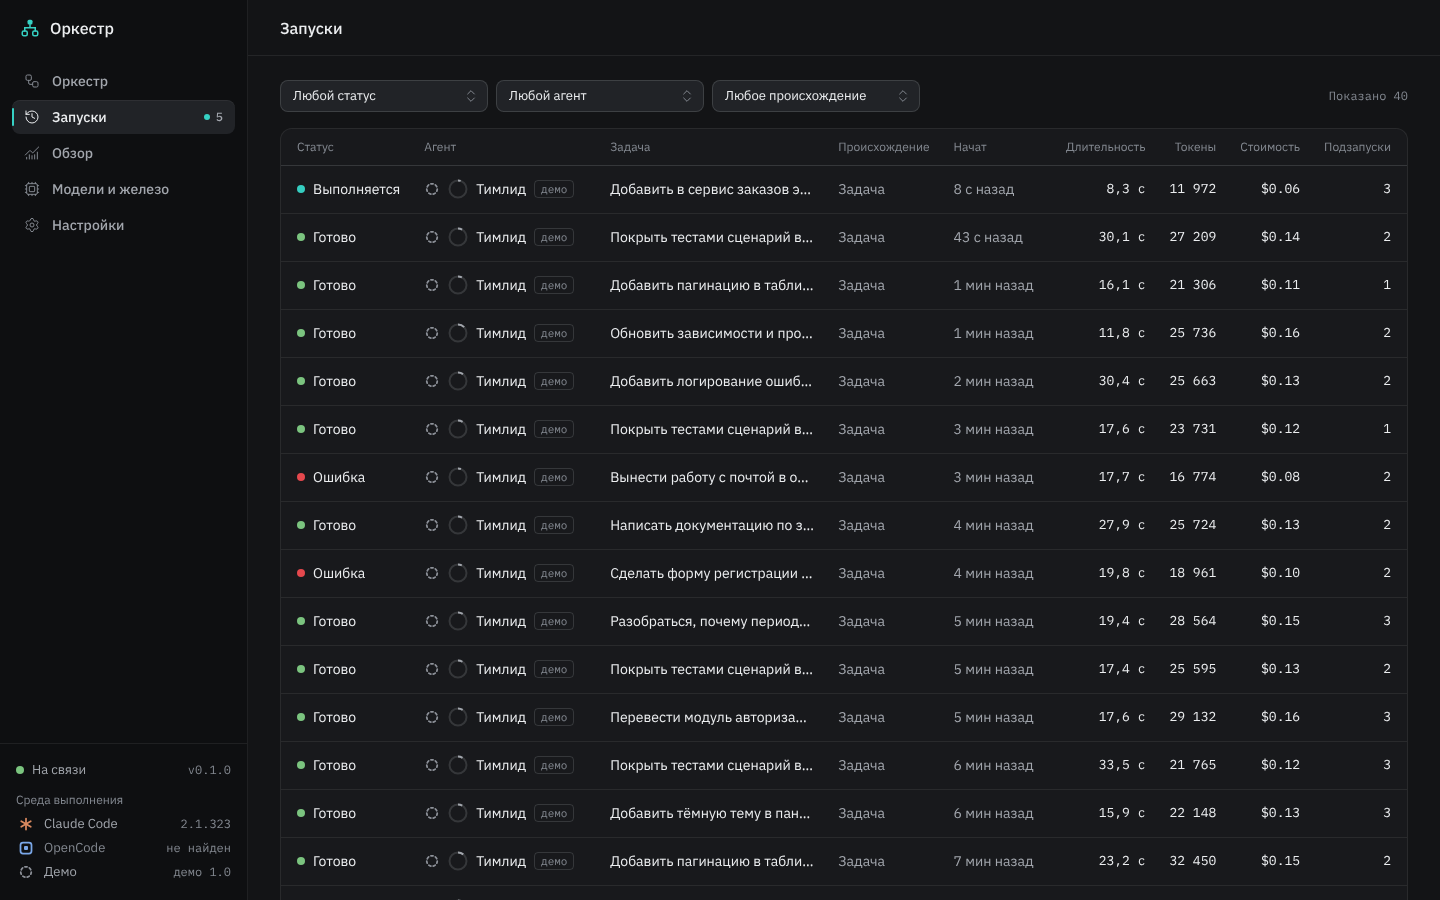 Оркестр
Запуски
Оркестр
Запуски 5
Обзор
Модели и железо
Настройки
Любой статус Любой агент Любое происхождение Показано 40
Статус Агент Задача Происхождение Начат Длительность Токены Стоимость Подзапуски
Выполняется Тимлид демо Добавить в сервис заказов э... Задача 8 с назад 8,3 с 11 972 $0.06 3
Готово Тимлид демо Покрыть тестами сценарий в... Задача 43 с назад 30,1 с 27 209 $0.14 2
Готово Тимлид демо Добавить пагинацию в табли... Задача 1 мин назад 16,1 с 21 306 $0.11 1
Готово Тимлид демо Обновить зависимости и про... Задача 1 мин назад 11,8 с 25 736 $0.16 2
Готово Тимлид демо Добавить логирование ошиб... Задача 2 мин назад 30,4 с 25 663 $0.13 2
Готово Тимлид демо Покрыть тестами сценарий в... Задача 3 мин назад 17,6 с 23 731 $0.12 1
Ошибка Тимлид демо Вынести работу с почтой в о... Задача 3 мин назад 17,7 с 16 774 $0.08 2
Готово Тимлид демо Написать документацию по з... Задача 4 мин назад 27,9 с 25 724 $0.13 2
Ошибка Тимлид демо Сделать форму регистрации ... Задача 4 мин назад 19,8 с 18 961 $0.10 2
Готово Тимлид демо Разобраться, почему период... Задача 5 мин назад 19,4 с 28 564 $0.15 3
Готово Тимлид демо Покрыть тестами сценарий в... Задача 5 мин назад 17,4 с 25 595 $0.13 2
Готово Тимлид демо Перевести модуль авториза... Задача 5 мин назад 17,6 с 29 132 $0.16 3
Готово Тимлид демо Покрыть тестами сценарий в... Задача 6 мин назад 33,5 с 21 765 $0.12 3
Готово Тимлид демо Добавить тёмную тему в пан... Задача 6 мин назад 15,9 с 22 148 $0.13 3
Готово Тимлид демо Добавить пагинацию в табли... Задача 7 мин назад 23,2 с 32 450 $0.15 2
На связи v0.1.0
Среда выполнения
Claude Code 2.1.323
OpenCode не найден
Демо демо 1.0